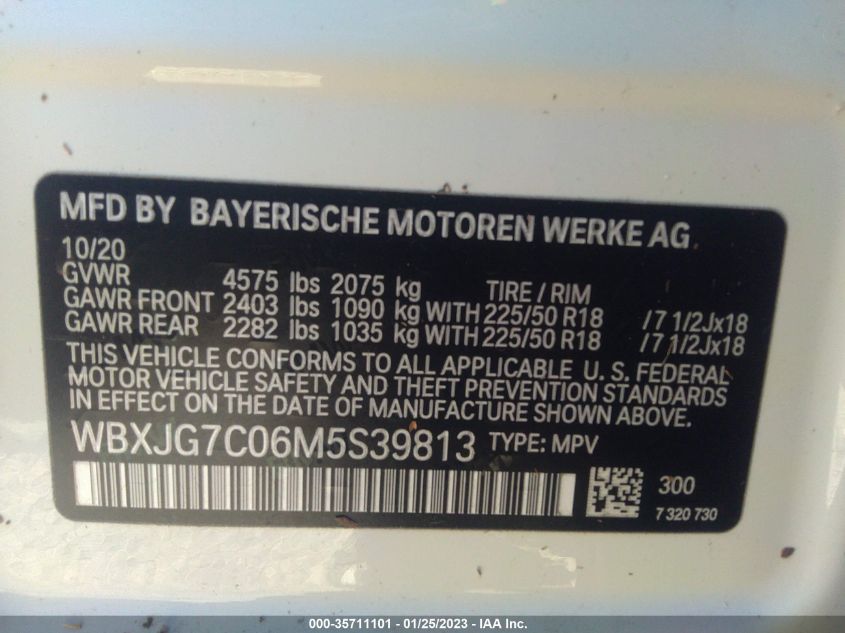 MFD BY BAYERISCHE MOTOREN WERKE AG
10/20
GVWR 4575 lbs 2075 kg TIRE / RIM
GAWR FRONT 2403 lbs 1090 kg WITH 225/50 R18 /7 1/2Jx18
GAWR REAR 2282 lbs 1035 kg WITH 225/50 R18 /7 1/2Jx18
THIS VEHICLE CONFORMS TO ALL APPLICABLE U. S. FEDERAL
MOTOR VEHICLE SAFETY AND THEFT PREVENTION STANDARDS
IN EFFECT ON THE DATE OF MANUFACTURE SHOWN ABOVE.
WBXJG7C06M5S39813 TYPE: MPV
300
7 320 730
000-35711101 - 01/25/2023 - IAA Inc.